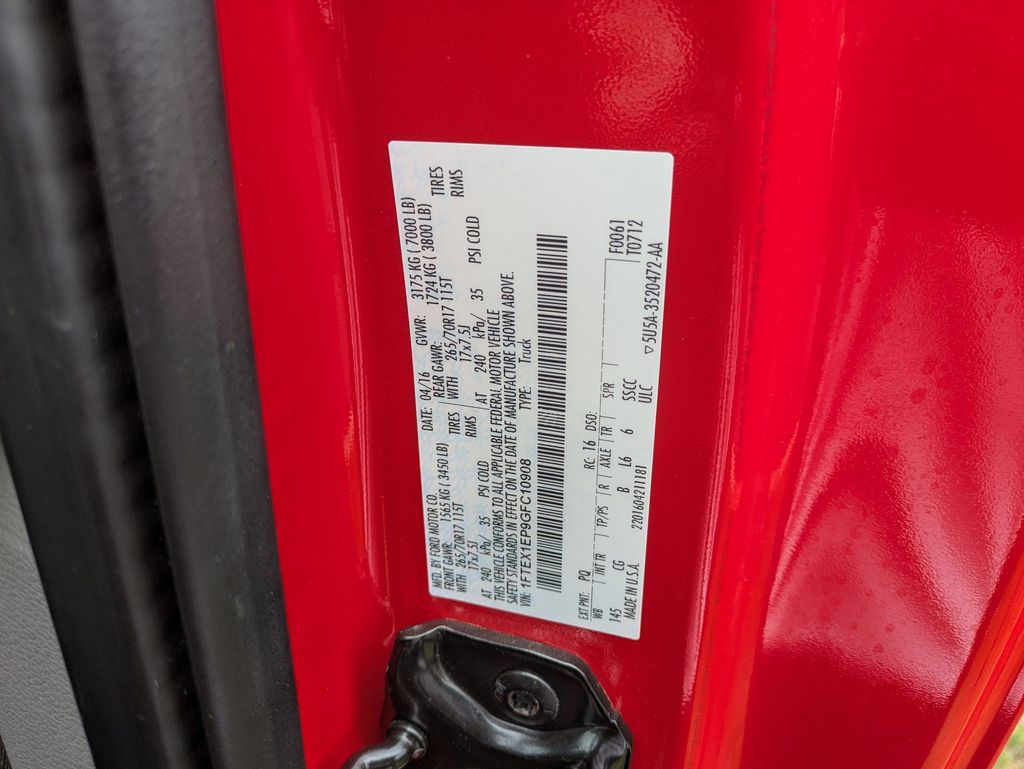 MFD. BY FORD MOTOR CO.
DATE: 04/16 GVWR: 3175 KG ( 7000 LB)
FRONT GAWR: 1565 KG ( 3450 LB)
REAR GAWR: 1724 KG ( 3800 LB)
WITH 265/70R17 115T TIRES
WITH 265/70R17 115T TIRES
17x7.5J RIMS
17x7.5J RIMS
AT 240 kPa/ 35 PSI COLD
AT 240 kPa/ 35 PSI COLD
THIS VEHICLE CONFORMS TO ALL APPLICABLE FEDERAL MOTOR VEHICLE
SAFETY STANDARDS IN EFFECT ON THE DATE OF MANUFACTURE SHOWN ABOVE.
VIN: 1FTEX1EP9GFC10908 TYPE: Truck
EXT PNT: PQ RC: 16 DSO: F0061
WB INT TR TP/PS R AXLE TR SPR T0712
145 CG B L6 6 SSCC
MADE IN U.S.A. 2201604211181 ULC ▽5U5A-3520472-AA